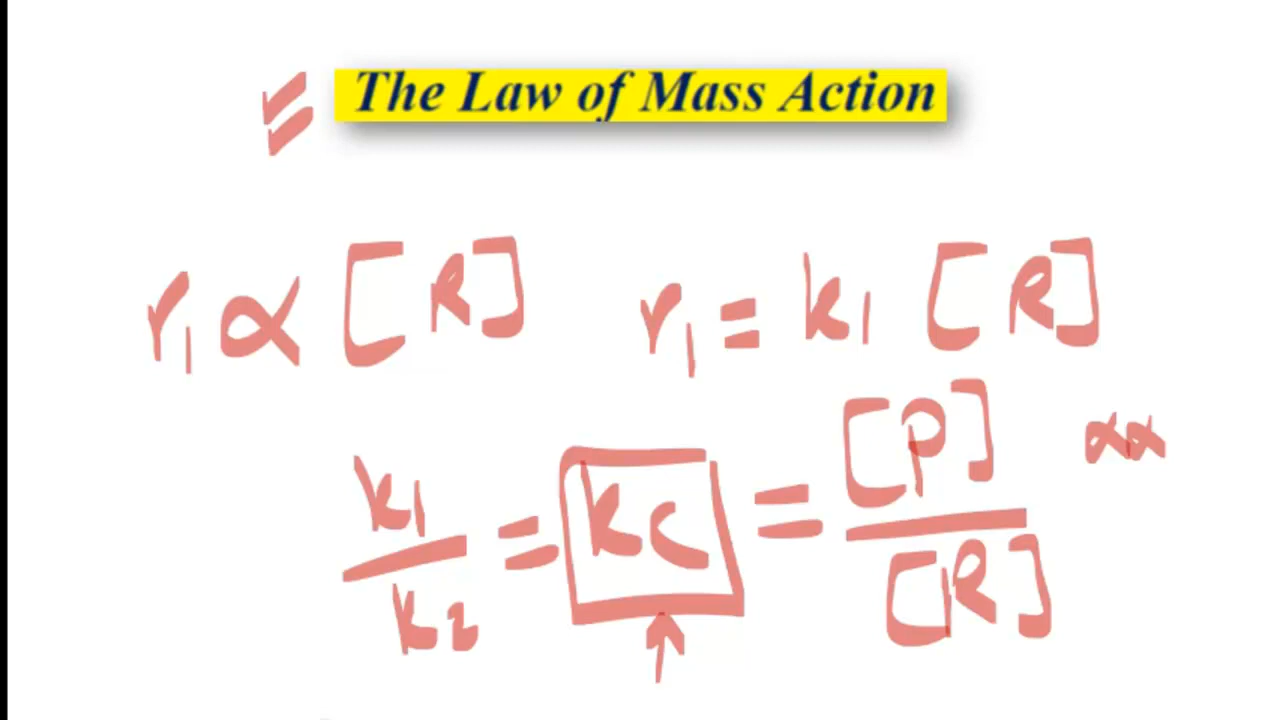 = The Law of Mass Action
r₁ ∝ [R] r₁ = k₁ [R]
k₁/k₂ = kc = [P]/[R] ∝∝